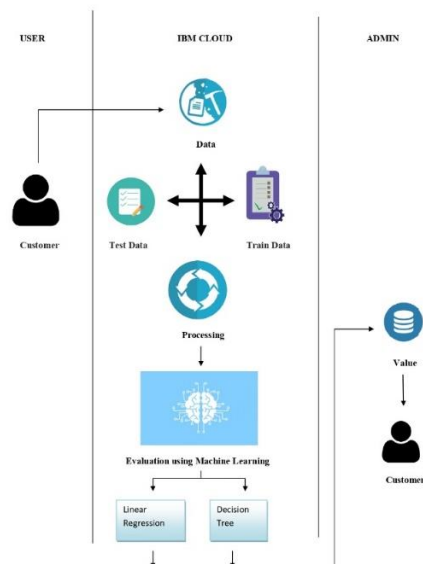 USER
IBM CLOUD
ADMIN
Data
Customer
Test Data
Train Data
Processing
Value
Evaluation using Machine Learning
Customer
Linear
Regression
Decision
Tree